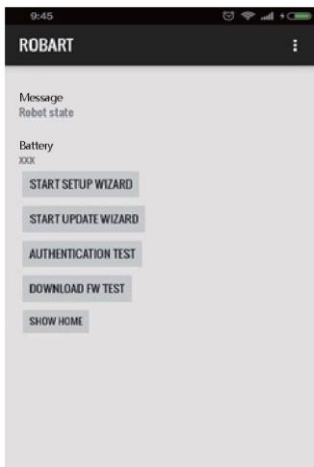 9:45
ROBART
Message
Robot state
Battery
XXX
START SETUP WIZARD
START UPDATE WIZARD
AUTHENTICATION TEST
DOWNLOAD FW TEST
SHOW HOME